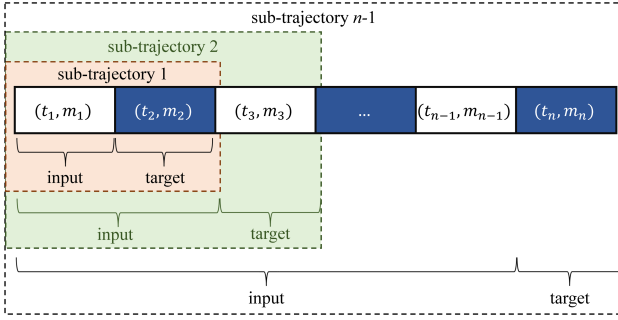 sub-trajectory n-1
sub-trajectory 2
sub-trajectory 1
(t₁, m₁) (t₂, m₂) (t₃, m₃) ... (tₙ₋₁, mₙ₋₁) (tₙ, mₙ)
input target
input target
input target